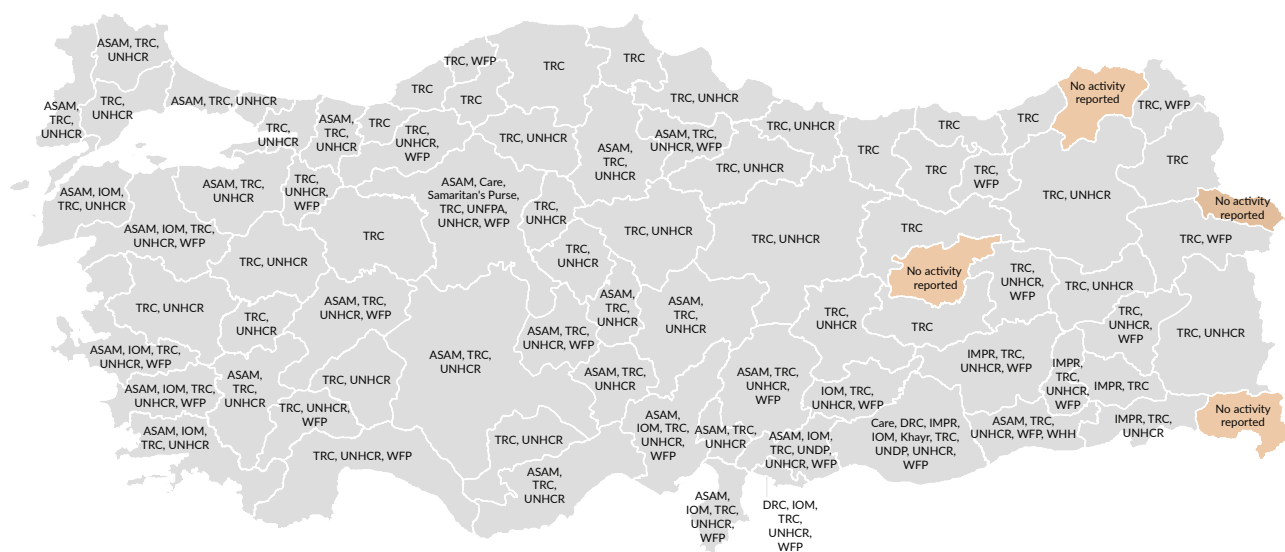 ASAM, TRC,
UNHCR
TRC, WFP
TRC
TRC
No activity
reported
TRC
TRC
ASAM,
TRC,
UNHCR
TRC,
UNHCR
ASAM, TRC, UNHCR
TRC, UNHCR
TRC, WFP
TRC,
UNHCR
ASAM,
TRC,
UNHCR
TRC
TRC,
UNHCR,
WFP
TRC, UNHCR
ASAM,
TRC,
UNHCR
ASAM, TRC,
UNHCR, WFP
TRC, UNHCR
TRC
TRC
TRC
TRC
ASAM, IOM,
TRC, UNHCR
ASAM, TRC,
UNHCR
TRC,
UNHCR,
WFP
ASAM, Care,
Samaritan's Purse,
TRC, UNFPA,
UNHCR, WFP
TRC,
UNHCR
TRC, UNHCR
TRC
TRC,
WFP
TRC, UNHCR
No activity
reported
ASAM, IOM, TRC,
UNHCR, WFP
TRC
TRC, UNHCR
TRC, UNHCR
TRC
TRC, WFP
TRC, UNHCR
TRC,
UNHCR
No activity
reported
TRC,
UNHCR,
WFP
TRC, UNHCR
TRC, UNHCR
TRC,
UNHCR
ASAM, TRC,
UNHCR, WFP
ASAM,
TRC,
UNHCR
ASAM,
TRC,
UNHCR
TRC,
UNHCR
TRC
TRC,
UNHCR,
WFP
TRC, UNHCR
ASAM, IOM, TRC,
UNHCR, WFP
ASAM, TRC,
UNHCR
ASAM, TRC,
UNHCR, WFP
IMPR, TRC,
UNHCR, WFP
ASAM, IOM, TRC,
UNHCR, WFP
ASAM,
TRC,
UNHCR
TRC, UNHCR
ASAM, TRC,
UNHCR
ASAM, TRC,
UNHCR,
WFP
IOM, TRC,
UNHCR, WFP
IMPR,
TRC,
UNHCR,
WFP
IMPR, TRC
ASAM, IOM,
TRC, UNHCR
TRC, UNHCR,
WFP
TRC, UNHCR
ASAM,
IOM, TRC,
UNHCR,
WFP
ASAM, TRC,
UNHCR
ASAM, IOM,
TRC, UNDP,
UNHCR, WFP
Care, DRC, IMPR,
IOM, Khayr, TRC,
UNDP, UNHCR,
WFP
ASAM, TRC,
UNHCR, WFP, WHH
IMPR, TRC,
UNHCR
No activity
reported
TRC, UNHCR, WFP
ASAM,
TRC,
UNHCR
ASAM,
IOM, TRC,
UNHCR,
WFP
DRC, IOM,
TRC,
UNHCR,
WFP